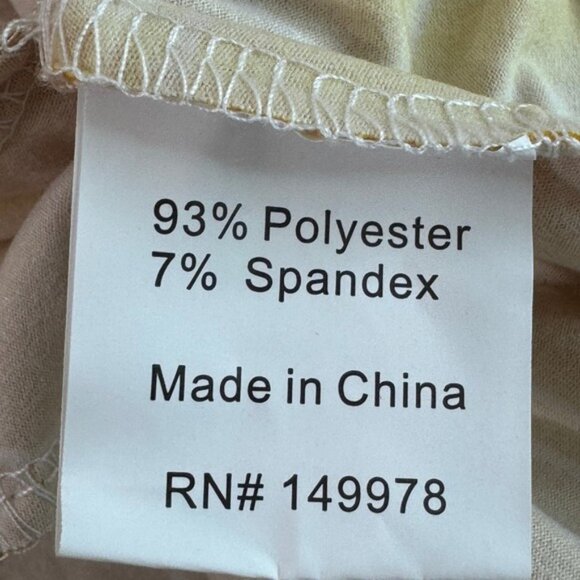 93% Polyester
7% Spandex
Made in China
RN# 149978